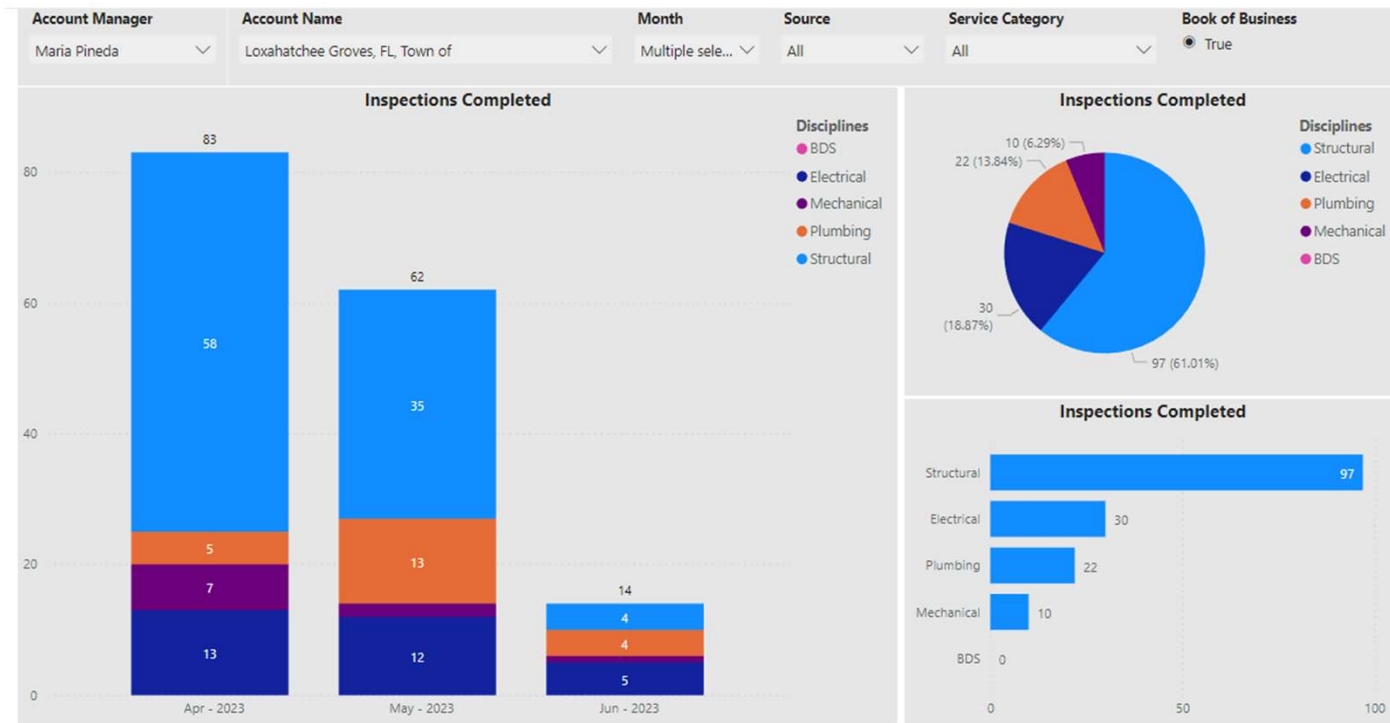 Account Manager
Maria Pineda
Account Name
Loxahatchee Groves, FL, Town of
Month
Multiple sele...
Source
All
Service Category
All
Book of Business
True
Inspections Completed
Disciplines
BDS
Electrical
Mechanical
Plumbing
Structural
80
60
40
20
0
83
58
5
7
13
Apr - 2023
62
35
13
12
May - 2023
14
4
4
5
Jun - 2023
Inspections Completed
10 (6.29%)
22 (13.84%)
30
(18.87%)
97 (61.01%)
Disciplines
Structural
Electrical
Plumbing
Mechanical
BDS
Inspections Completed
Structural 97
Electrical 30
Plumbing 22
Mechanical 10
BDS 0
0 50 100